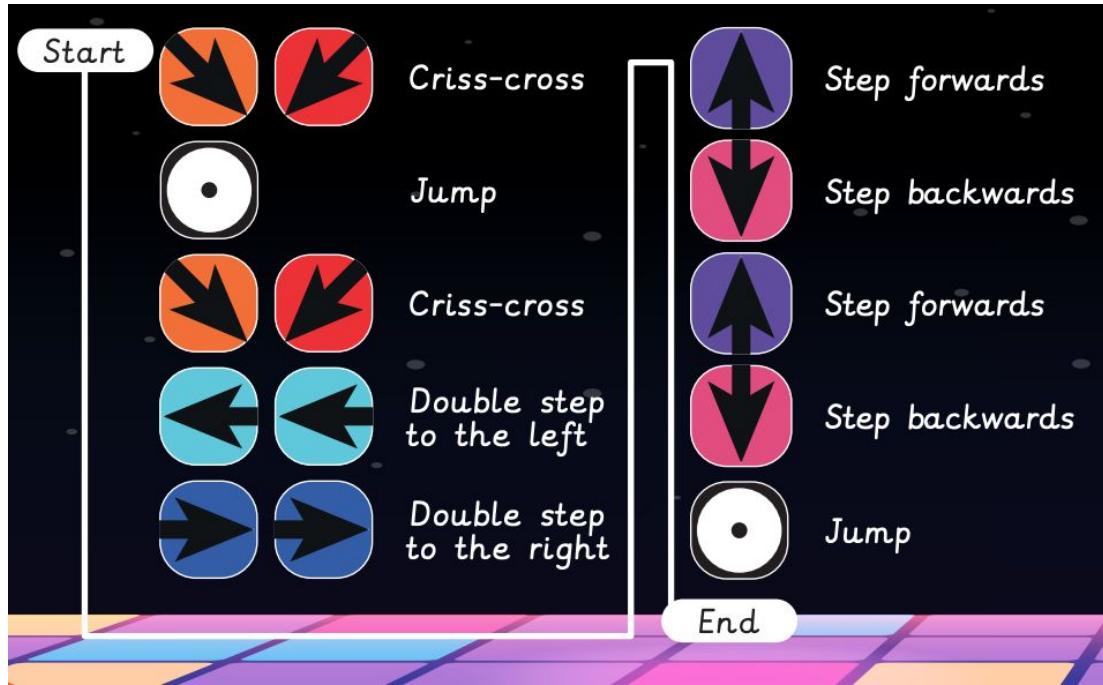 Start
Criss-cross
Jump
Criss-cross
Double step
to the left
Double step
to the right
Step forwards
Step backwards
Step forwards
Step backwards
Jump
End